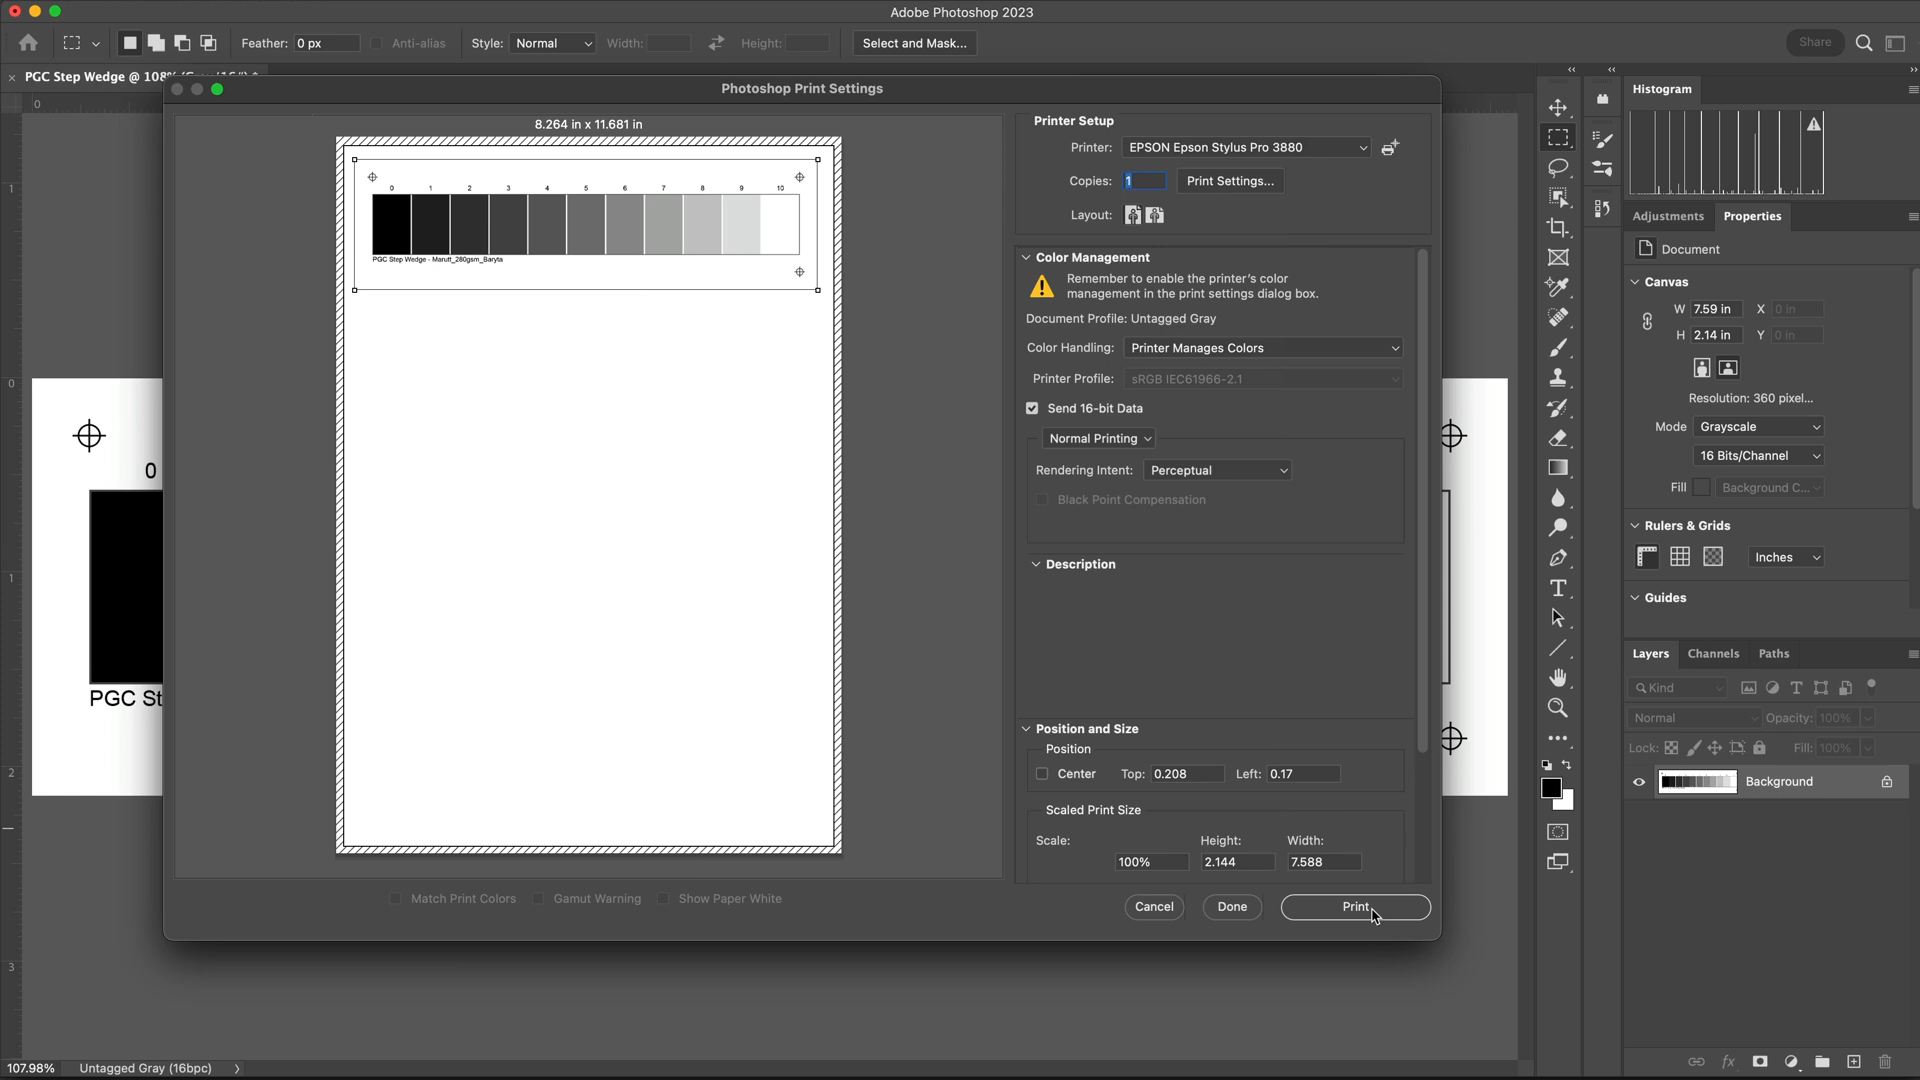 Adobe Photoshop 2023
Feather: 0 px Anti-alias Style: Normal Width: Height: Select and Mask... Share
PGC Step Wedge @ 108%
Photoshop Print Settings
8.264 in x 11.681 in
0 1 2 3 4 5 6 7 8 9 10
PGC Step Wedge - Marutt_280gsm_Baryta
0
1
0
1
2
3
0
PGC St
Printer Setup
Printer: EPSON Epson Stylus Pro 3880
Copies: 1 Print Settings...
Layout:
Color Management
Remember to enable the printer's color
management in the print settings dialog box.
Document Profile: Untagged Gray
Color Handling: Printer Manages Colors
Printer Profile: sRGB IEC61966-2.1
Send 16-bit Data
Normal Printing
Rendering Intent: Perceptual
Black Point Compensation
Description
Position and Size
Position
Center Top: 0.208 Left: 0.17
Scaled Print Size
Scale: Height: Width:
100% 2.144 7.588
Match Print Colors Gamut Warning Show Paper White
Cancel Done Print
Histogram
Adjustments Properties
Document
Canvas
W 7.59 in X 0 in
H 2.14 in Y 0 in
Resolution: 360 pixel...
Mode Grayscale
16 Bits/Channel
Fill Background C...
Rulers & Grids
Inches
Guides
Layers Channels Paths
Kind
Normal Opacity: 100%
Lock: Fill: 100%
Background
107.98% Untagged Gray (16bpc)